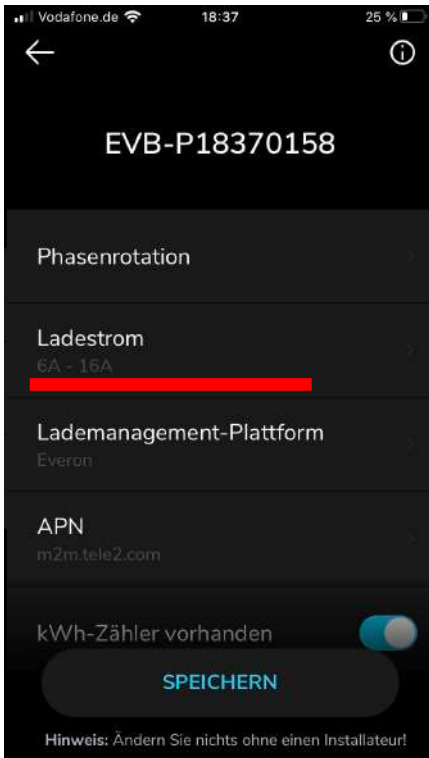 Vodafone.de 18:37 25 %
EVB-P18370158
Phasenrotation
Ladestrom
6A - 16A
Lademanagement-Plattform
Everon
APN
m2m.tele2.com
kWh-Zähler vorhanden
SPEICHERN
Hinweis: Ändern Sie nichts ohne einen Installateur!